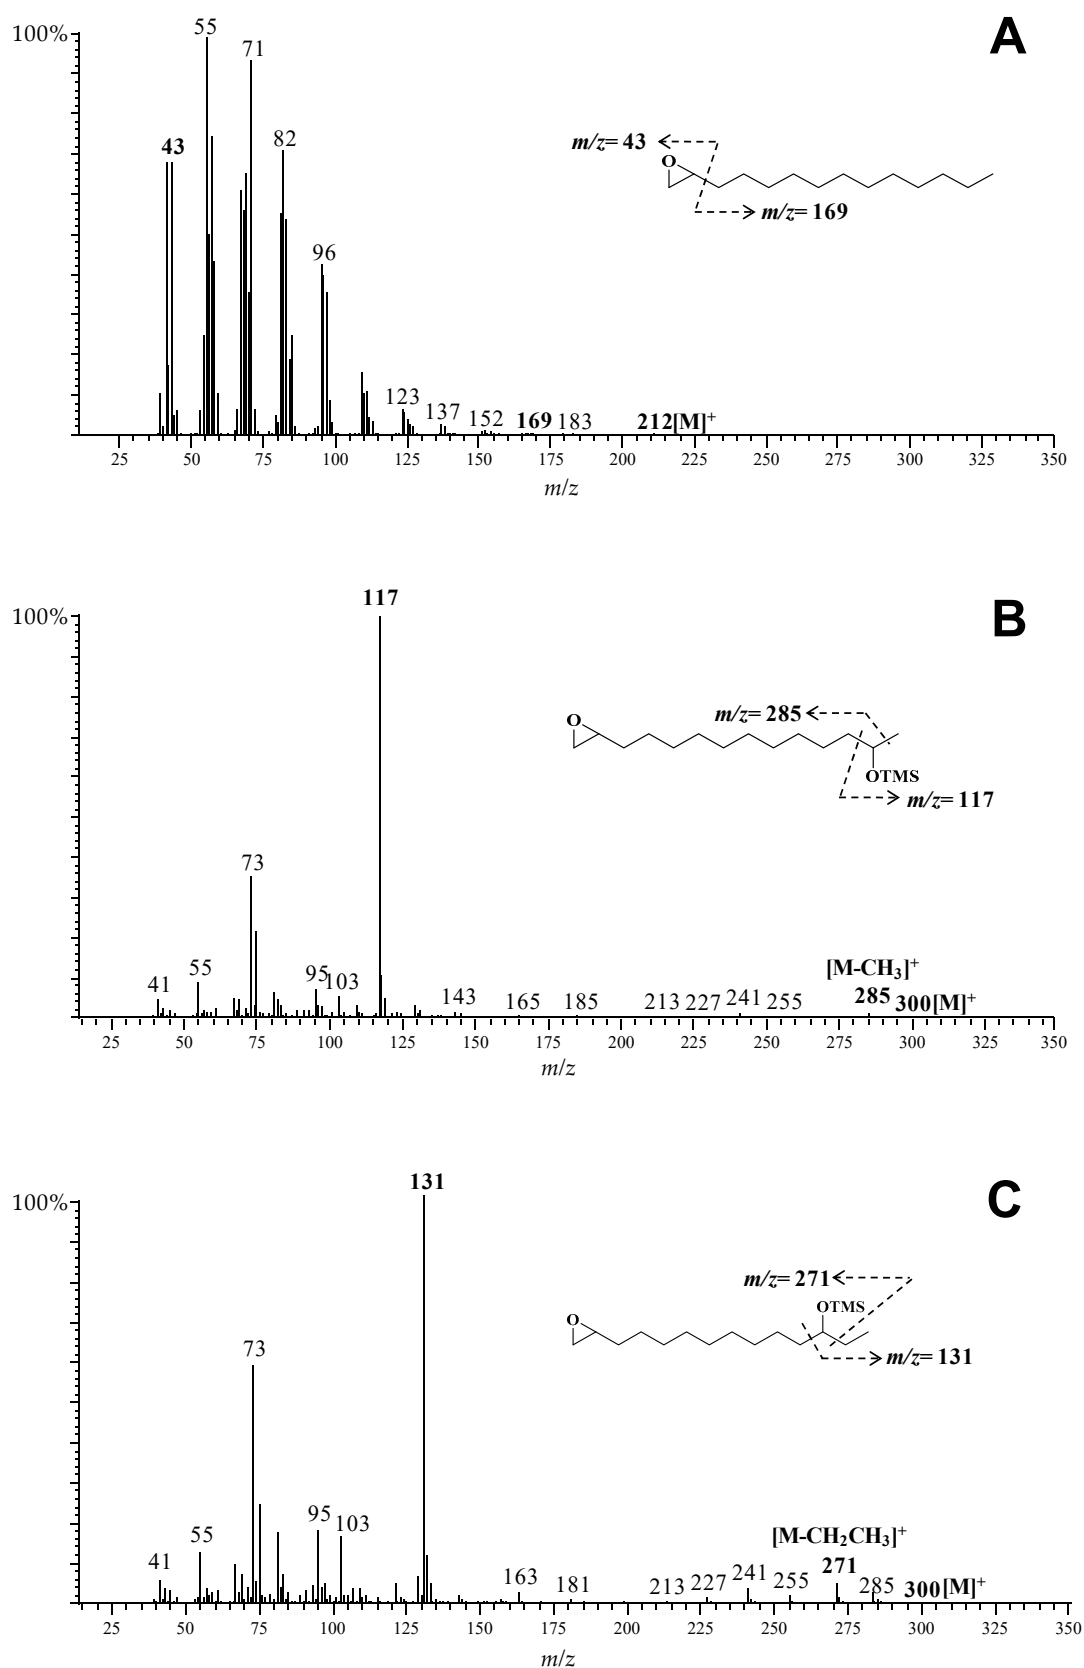 A
100%
55
71
43
82
96
123
137
152
169
183
212[M]+
m/z= 43
O
m/z= 169
25 50 75 100 125 150 175 200 225 250 275 300 325 350
m/z
B
100%
117
73
41
55
95
103
143
165
185
213
227
241
255
[M-CH3]+
285
300[M]+
m/z= 285
O
OTMS
m/z= 117
25 50 75 100 125 150 175 200 225 250 275 300 325 350
m/z
C
100%
131
73
41
55
95
103
163
181
213
227
241
255
[M-CH2CH3]+
271
285
300[M]+
m/z= 271
OTMS
O
m/z= 131
25 50 75 100 125 150 175 200 225 250 275 300 325 350
m/z